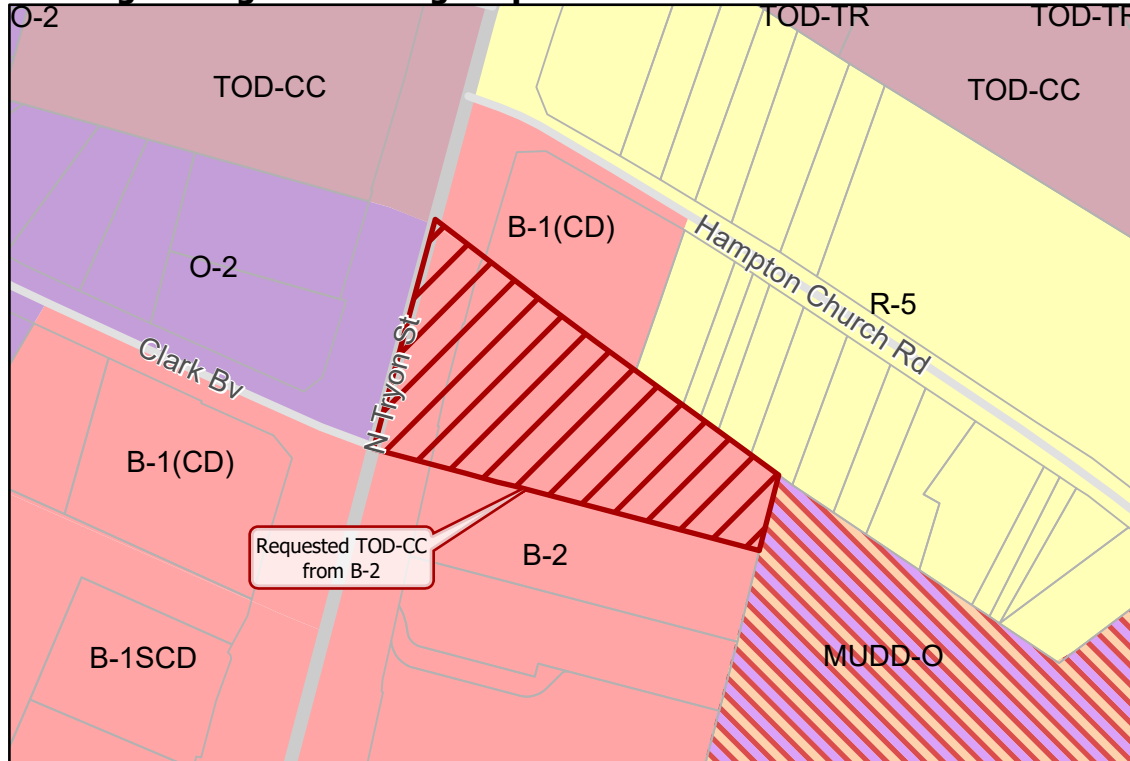 O-2
TOD-TR
TOD-TR
TOD-CC
TOD-CC
B-1(CD)
Hampton Church Rd
O-2
R-5
N Tryon St
Clark Bv
B-1(CD)
Requested TOD-CC
from B-2
B-2
B-1SCD
MUDD-O